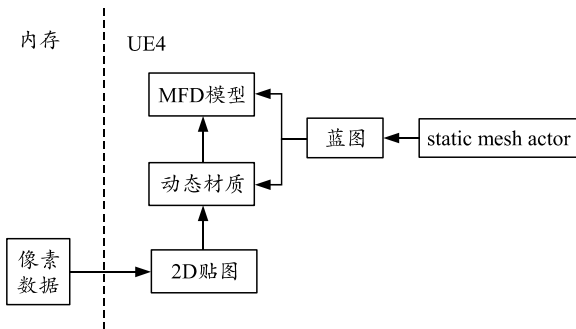 内存
UE4
MFD模型
蓝图
static mesh actor
动态材质
像素
数据
2D贴图